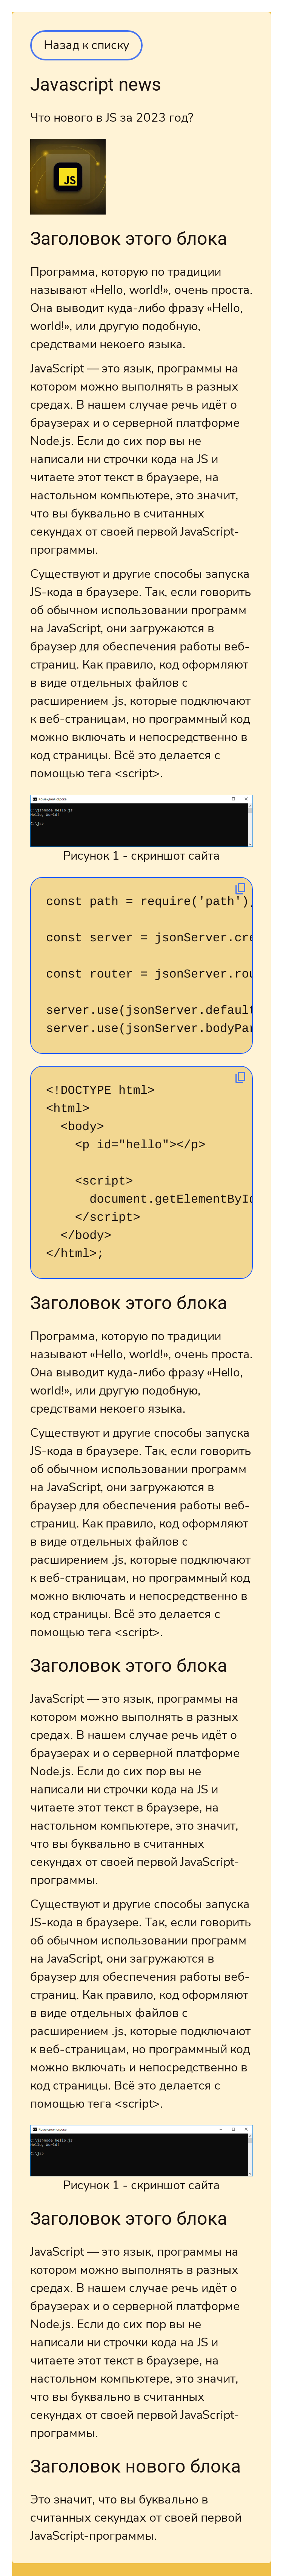 Назад к списку
Javascript news
Что нового в JS за 2023 год?
JS
Заголовок этого блока
Программа, которую по традиции
называют «Hello, world!», очень проста.
Она выводит куда-либо фразу «Hello,
world!», или другую подобную,
средствами некоего языка.
JavaScript — это язык, программы на
котором можно выполнять в разных
средах. В нашем случае речь идёт о
браузерах и о серверной платформе
Node.js. Если до сих пор вы не
написали ни строчки кода на JS и
читаете этот текст в браузере, на
настольном компьютере, это значит,
что вы буквально в считанных
секундах от своей первой JavaScript-
программы.
Существуют и другие способы запуска
JS-кода в браузере. Так, если говорить
об обычном использовании программ
на JavaScript, они загружаются в
браузер для обеспечения работы веб-
страниц. Как правило, код оформляют
в виде отдельных файлов с
расширением .js, которые подключают
к веб-страницам, но программный код
можно включать и непосредственно в
код страницы. Всё это делается с
помощью тега <script>.
Командная строка
C:\js>node hello.js
Hello, World!
C:\js>
Рисунок 1 - скриншот сайта
const path = require('path');
const server = jsonServer.cre
const router = jsonServer.rou
server.use(jsonServer.default
server.use(jsonServer.bodyPar
<!DOCTYPE html>
<html>
<body>
<p id="hello"></p>
<script>
document.getElementById
</script>
</body>
</html>;
Заголовок этого блока
Программа, которую по традиции
называют «Hello, world!», очень проста.
Она выводит куда-либо фразу «Hello,
world!», или другую подобную,
средствами некоего языка.
Существуют и другие способы запуска
JS-кода в браузере. Так, если говорить
об обычном использовании программ
на JavaScript, они загружаются в
браузер для обеспечения работы веб-
страниц. Как правило, код оформляют
в виде отдельных файлов с
расширением .js, которые подключают
к веб-страницам, но программный код
можно включать и непосредственно в
код страницы. Всё это делается с
помощью тега <script>.
Заголовок этого блока
JavaScript — это язык, программы на
котором можно выполнять в разных
средах. В нашем случае речь идёт о
браузерах и о серверной платформе
Node.js. Если до сих пор вы не
написали ни строчки кода на JS и
читаете этот текст в браузере, на
настольном компьютере, это значит,
что вы буквально в считанных
секундах от своей первой JavaScript-
программы.
Существуют и другие способы запуска
JS-кода в браузере. Так, если говорить
об обычном использовании программ
на JavaScript, они загружаются в
браузер для обеспечения работы веб-
страниц. Как правило, код оформляют
в виде отдельных файлов с
расширением .js, которые подключают
к веб-страницам, но программный код
можно включать и непосредственно в
код страницы. Всё это делается с
помощью тега <script>.
Командная строка
C:\js>node hello.js
Hello, World!
C:\js>
Рисунок 1 - скриншот сайта
Заголовок этого блока
JavaScript — это язык, программы на
котором можно выполнять в разных
средах. В нашем случае речь идёт о
браузерах и о серверной платформе
Node.js. Если до сих пор вы не
написали ни строчки кода на JS и
читаете этот текст в браузере, на
настольном компьютере, это значит,
что вы буквально в считанных
секундах от своей первой JavaScript-
программы.
Заголовок нового блока
Это значит, что вы буквально в
считанных секундах от своей первой
JavaScript-программы.